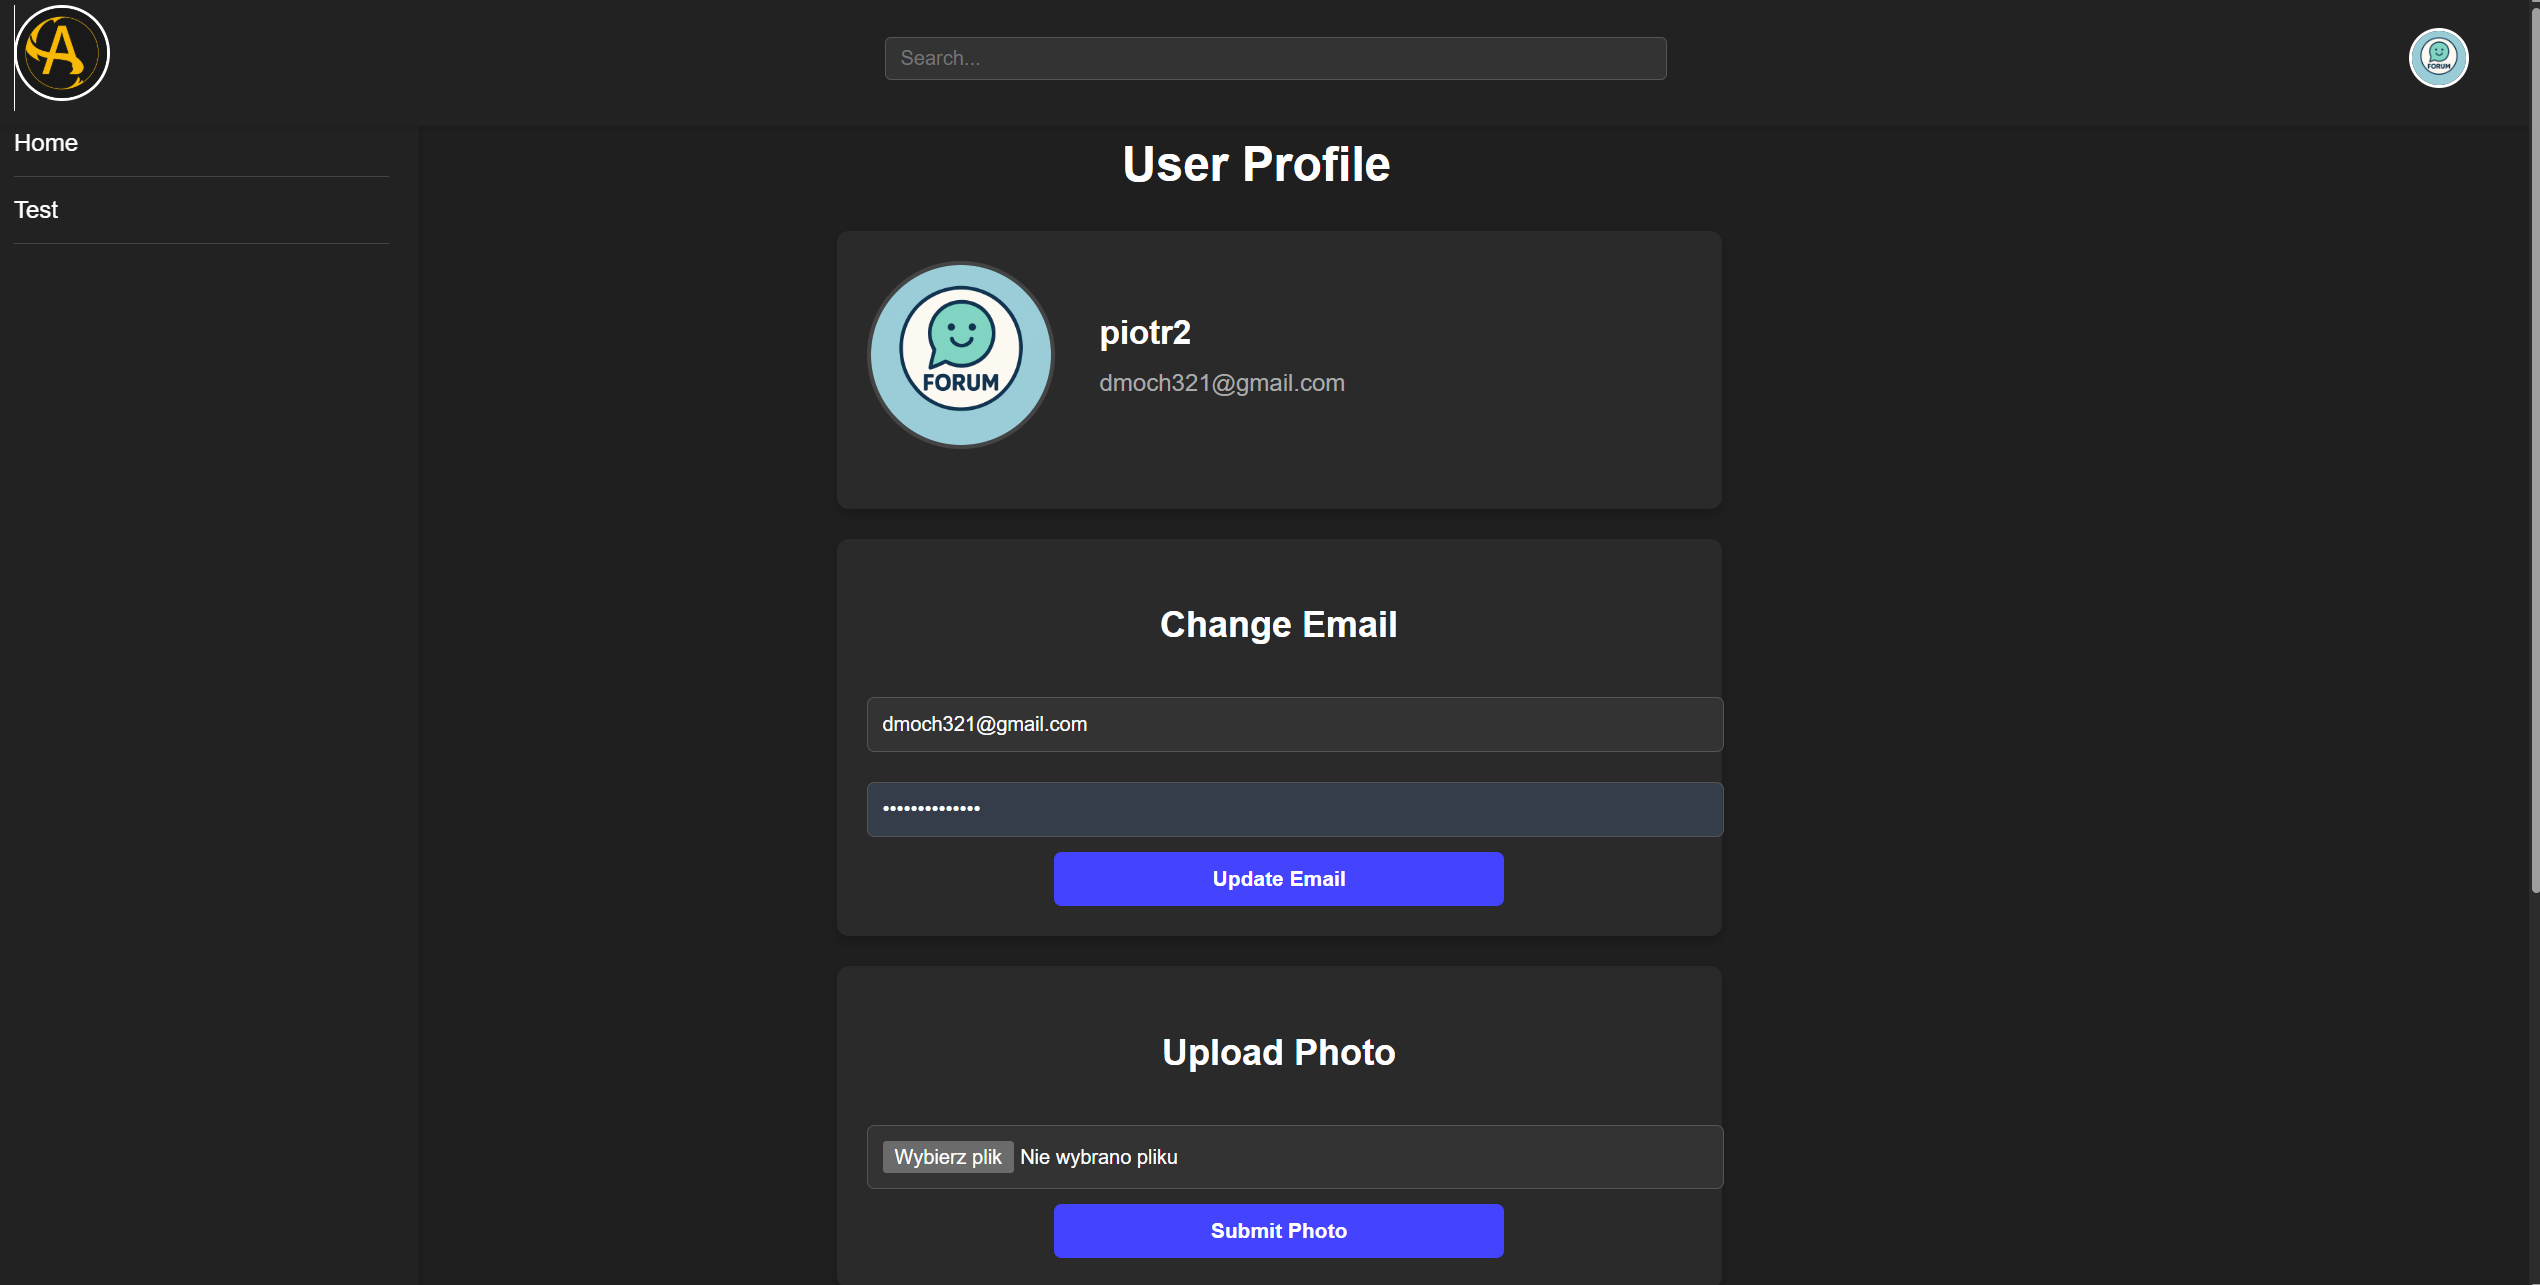 A
Search...
FORUM
Home
Test
User Profile
FORUM
piotr2
dmoch321@gmail.com
Change Email
dmoch321@gmail.com
••••••••••••••
Update Email
Upload Photo
Wybierz plik Nie wybrano pliku
Submit Photo